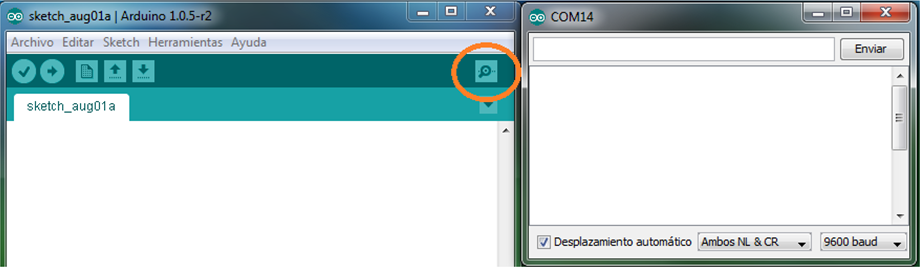 sketch_aug01a | Arduino 1.0.5-r2
Archivo Editar Sketch Herramientas Ayuda
sketch_aug01a
COM14
Enviar
Desplazamiento automático Ambos NL & CR 9600 baud